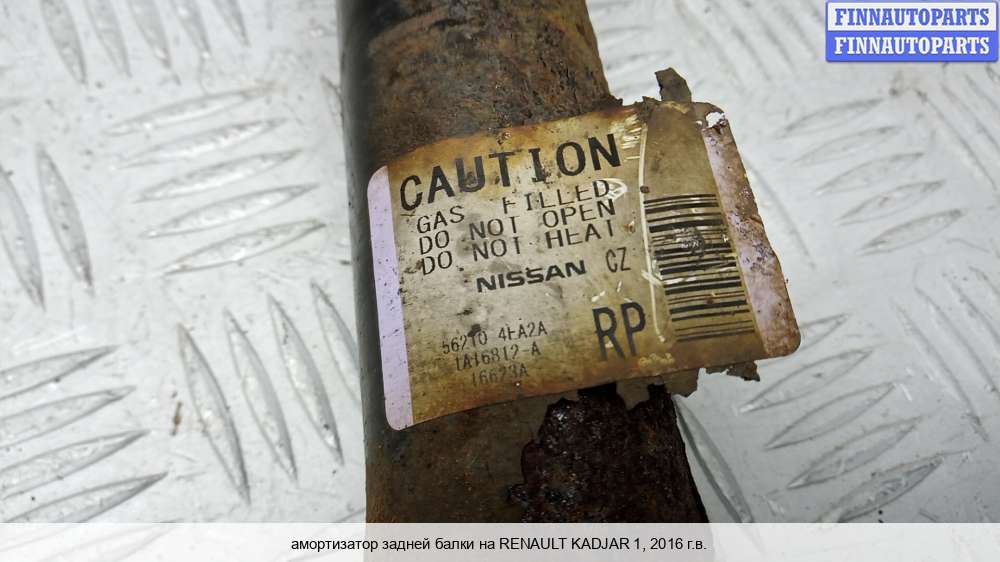 FINNAUTOPARTS
FINNAUTOPARTS
CAUTION
GAS FILLED
DO NOT OPEN
DO NOT HEAT
NISSAN CZ
56210 4EA2A
1A16812-A
16623A
RP
амортизатор задней балки на RENAULT KADJAR 1, 2016 г.в.